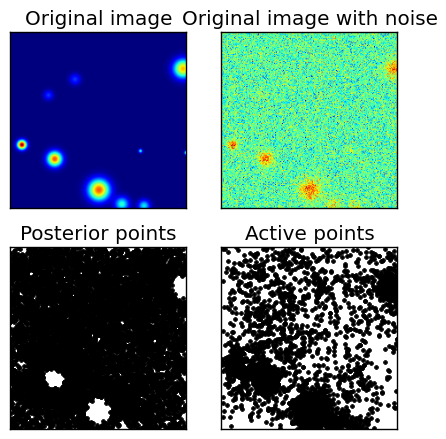 Original image
Original image with noise
Posterior points
Active points